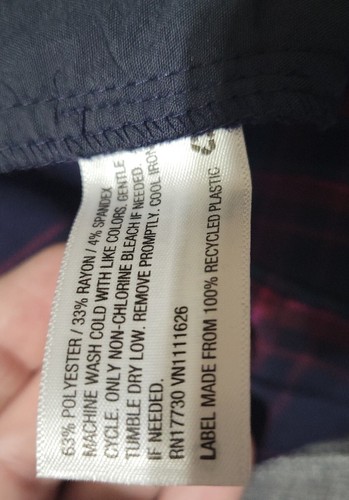 63% POLYESTER / 33% RAYON / 4% SPANDEX
MACHINE WASH COLD WITH LIKE COLORS, GENTLE
CYCLE. ONLY NON-CHLORINE BLEACH IF NEEDED.
TUMBLE DRY LOW. REMOVE PROMPTLY. COOL IRON
IF NEEDED.
RN17730 VN1111626
LABEL MADE FROM 100% RECYCLED PLASTIC